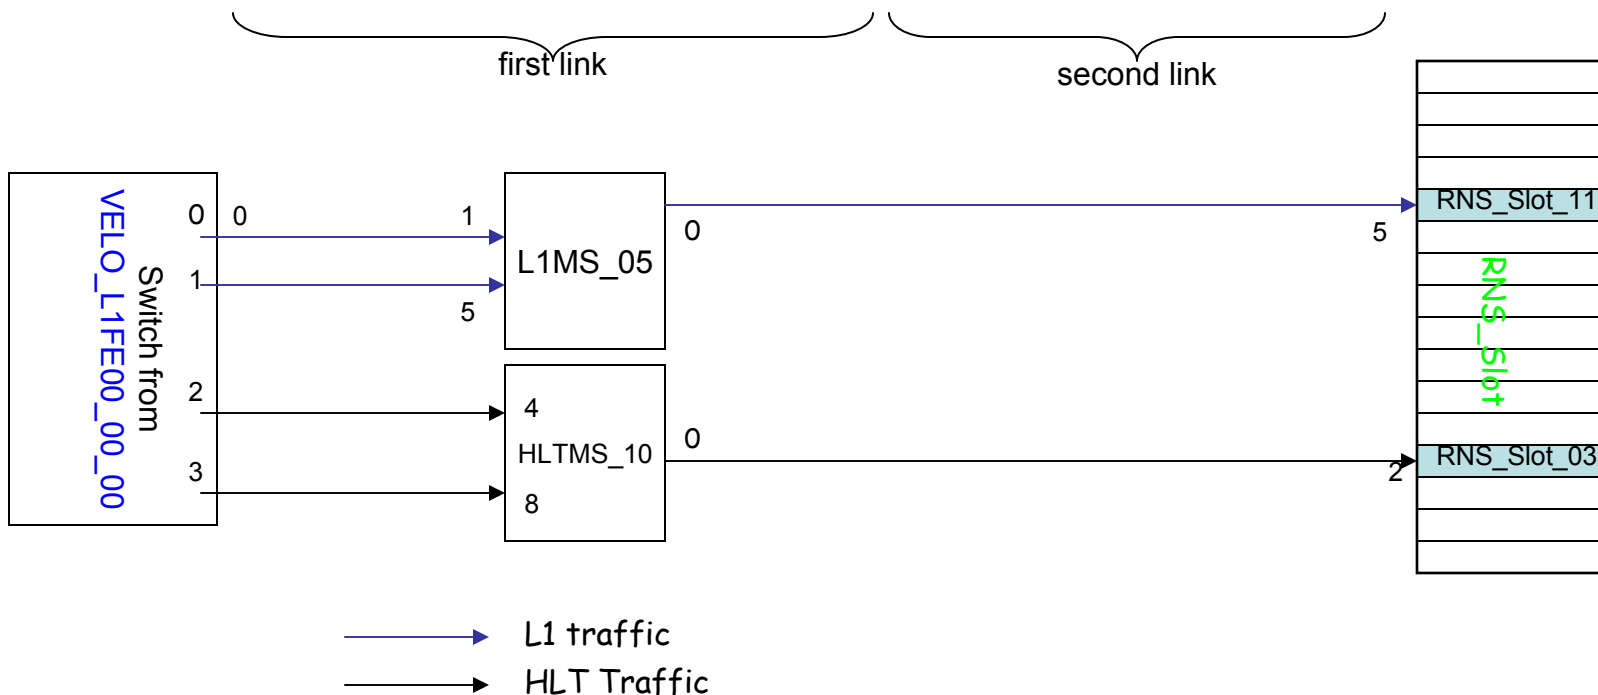 first link
second link
VELO_L1FE00_00_00
Switch from
0
0
1
1
5
2
3
L1MS_05
0
5
4
HLTMS_10
8
0
2
RNS_Slot_11
RNS_Slot
RNS_Slot_03
L1 traffic
HLT Traffic